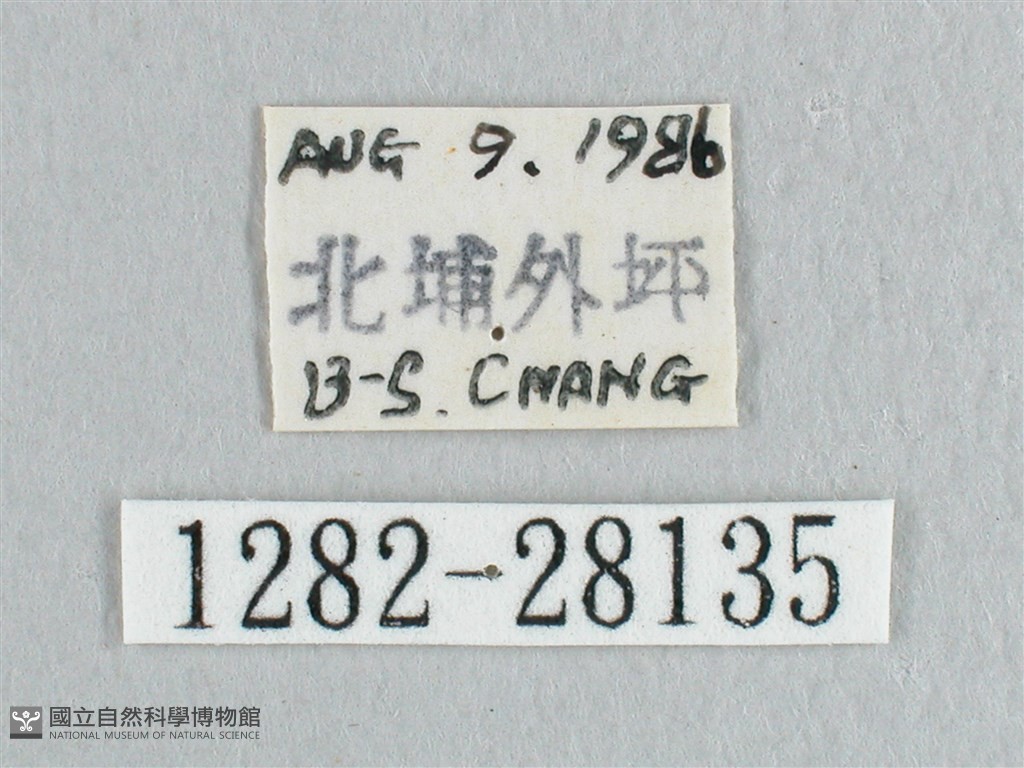 AUG 9. 1986
北埔外坪
B-S. CHANG
1282-28135
國立自然科學博物館
NATIONAL MUSEUM OF NATURAL SCIENCE